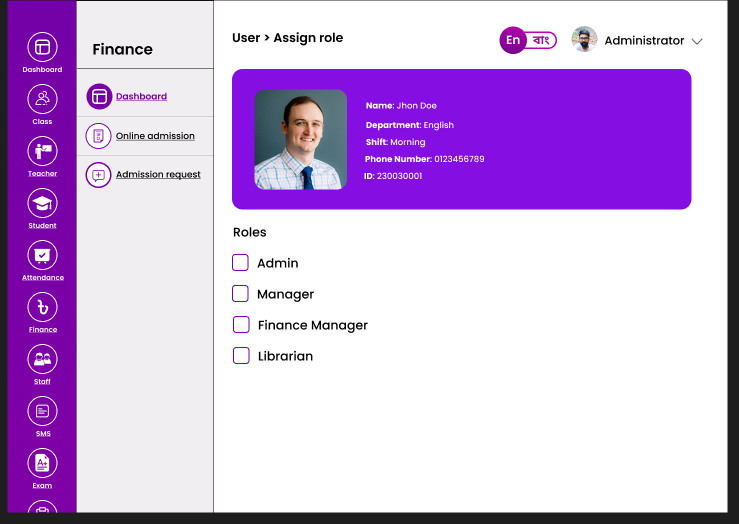 Dashboard
Class
Teacher
Student
Attendance
Finance
Staff
SMS
A+
Exam
Finance
Dashboard
Online admission
Admission request
User > Assign role
En বাং
Administrator
Name: Jhon Doe
Department: English
Shift: Morning
Phone Number: 0123456789
ID: 230030001
Roles
Admin
Manager
Finance Manager
Librarian